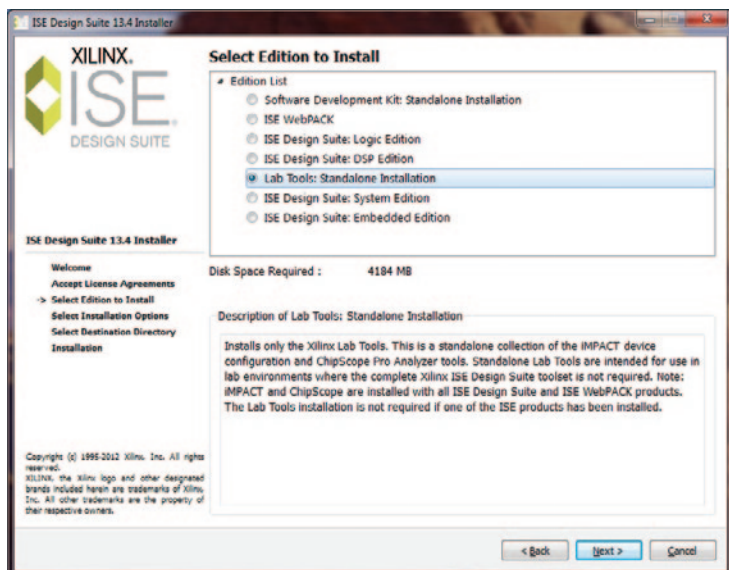 ISE Design Suite 13.4 Installer
XILINX.
ISE
DESIGN SUITE
ISE Design Suite 13.4 Installer
Welcome
Accept License Agreements
-> Select Edition to Install
Select Installation Options
Select Destination Directory
Installation
Copyright (c) 1995-2012 Xilinx, Inc. All rights
reserved.
XILINX, the Xilinx logo and other designated
brands included herein are trademarks of Xilinx,
Inc. All other trademarks are the property of
their respective owners.
Select Edition to Install
Edition List
Software Development Kit: Standalone Installation
ISE WebPACK
ISE Design Suite: Logic Edition
ISE Design Suite: DSP Edition
Lab Tools: Standalone Installation
ISE Design Suite: System Edition
ISE Design Suite: Embedded Edition
Disk Space Required : 4184 MB
Description of Lab Tools: Standalone Installation
Installs only the Xilinx Lab Tools. This is a standalone collection of the iMPACT device
configuration and ChipScope Pro Analyzer tools. Standalone Lab Tools are intended for use in
lab environments where the complete Xilinx ISE Design Suite toolset is not required. Note:
iMPACT and ChipScope are installed with all ISE Design Suite and ISE WebPACK products.
The Lab Tools installation is not required if one of the ISE products has been installed.
< Back
Next >
Cancel